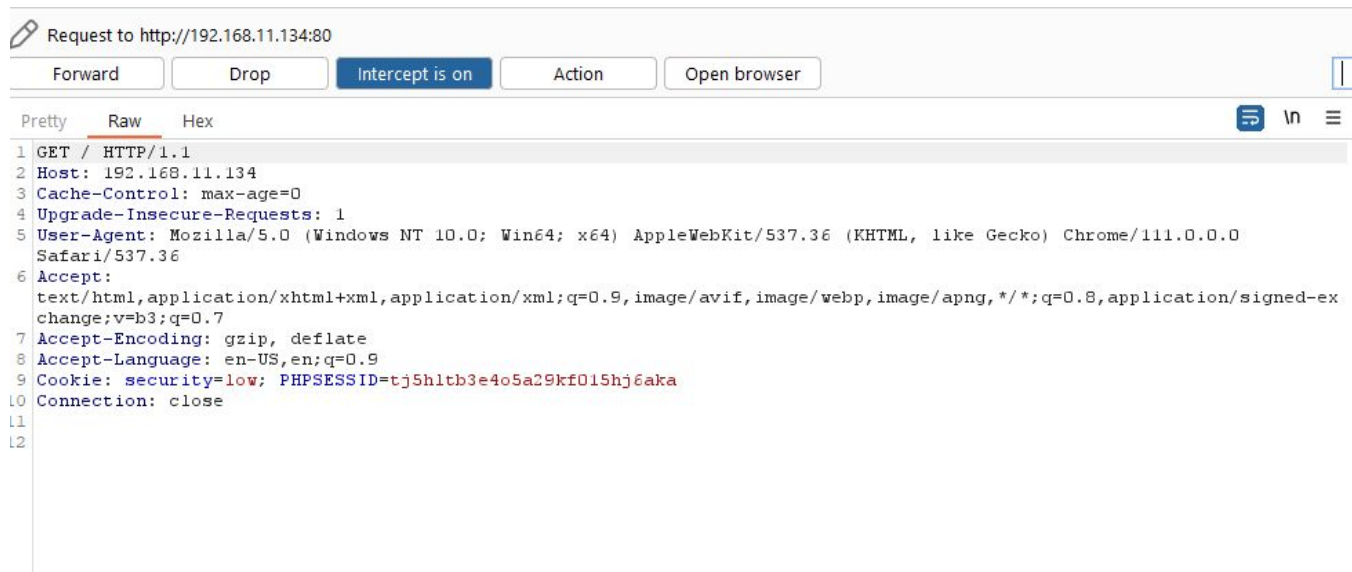 Request to http://192.168.11.134:80
Forward Drop Intercept is on Action Open browser
Pretty Raw Hex \n
1 GET / HTTP/1.1
2 Host: 192.168.11.134
3 Cache-Control: max-age=0
4 Upgrade-Insecure-Requests: 1
5 User-Agent: Mozilla/5.0 (Windows NT 10.0; Win64; x64) AppleWebKit/537.36 (KHTML, like Gecko) Chrome/111.0.0.0
Safari/537.36
6 Accept:
text/html,application/xhtml+xml,application/xml;q=0.9,image/avif,image/webp,image/apng,*/*;q=0.8,application/signed-ex
change;v=b3;q=0.7
7 Accept-Encoding: gzip, deflate
8 Accept-Language: en-US,en;q=0.9
9 Cookie: security=low; PHPSESSID=tj5hltb3e4o5a29kf015hj6aka
10 Connection: close
11
12